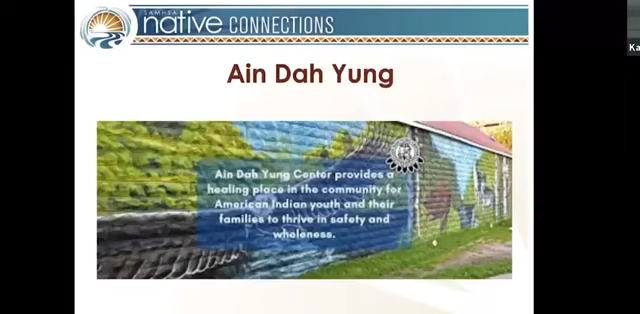 SAMHSA
native CONNECTIONS
Ka
Ain Dah Yung
Ain Dah Yung Center provides a
healing place in the community for
American Indian youth and their
families to thrive in safety and
wholeness.